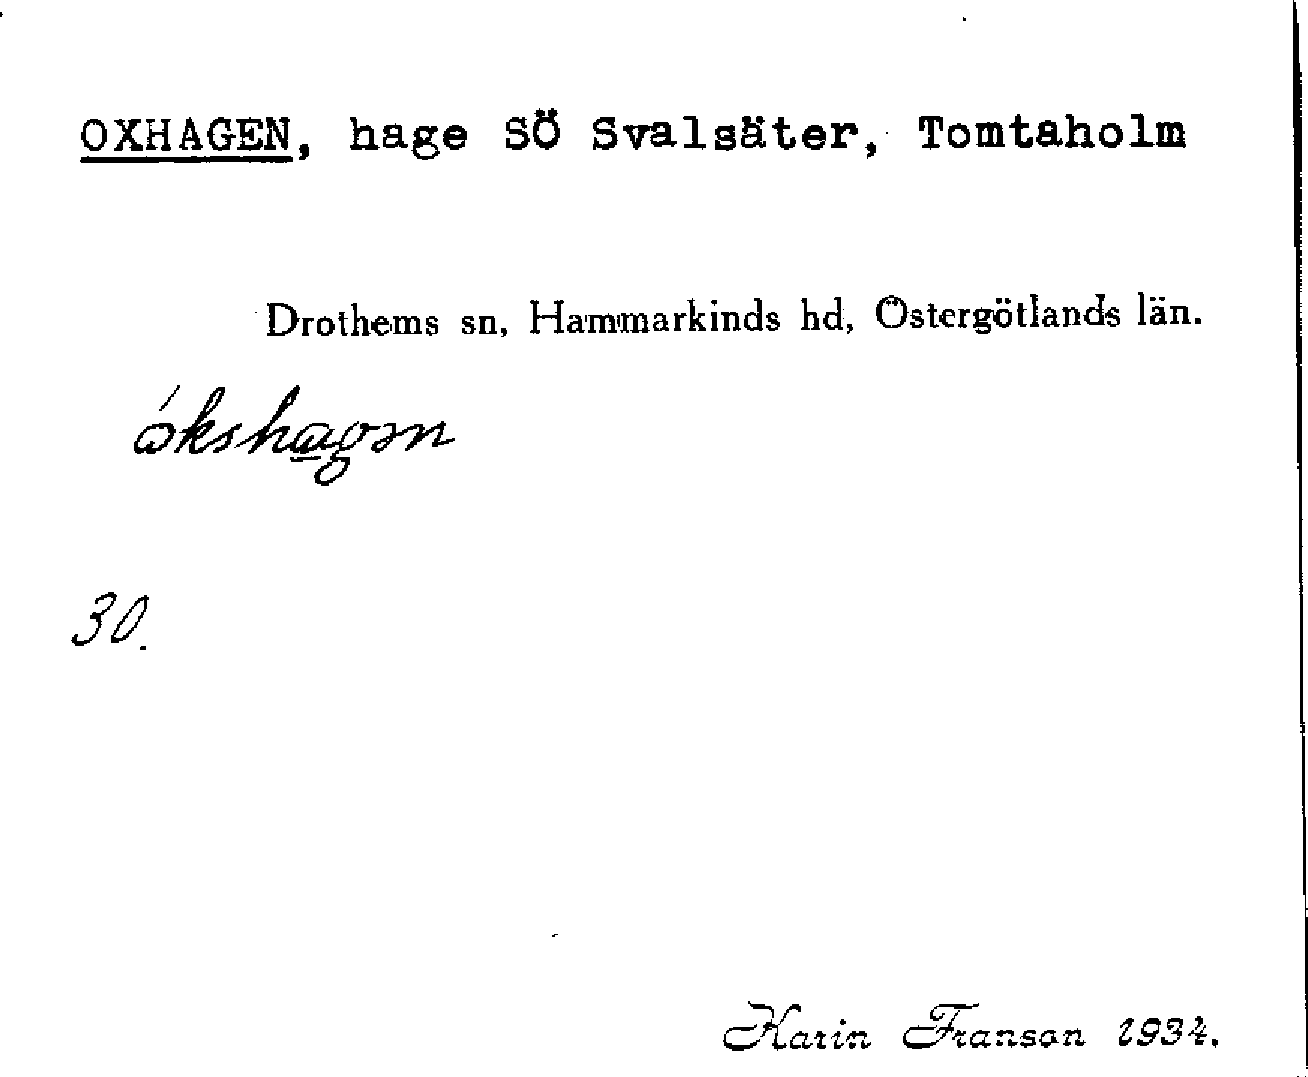 OXHAGEN, hage SÖ Svalsäter, Tomtaholm
Drothems sn, Hammarkinds hd, Östergötlands län.
ókshagən
30.
Karin Franson 1934.